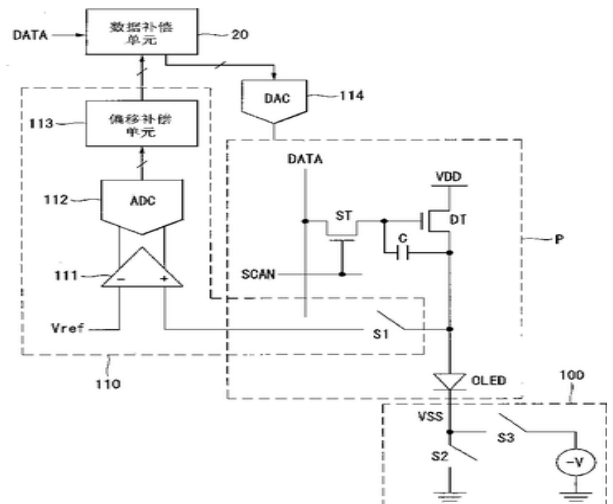 DATA
数据补偿
单元
20
DAC
114
113
偏移补偿
单元
DATA
VDD
112
ADC
ST
DT
C
P
111
SCAN
Vref
S1
110
OLED
100
VSS
S3
S2
-V